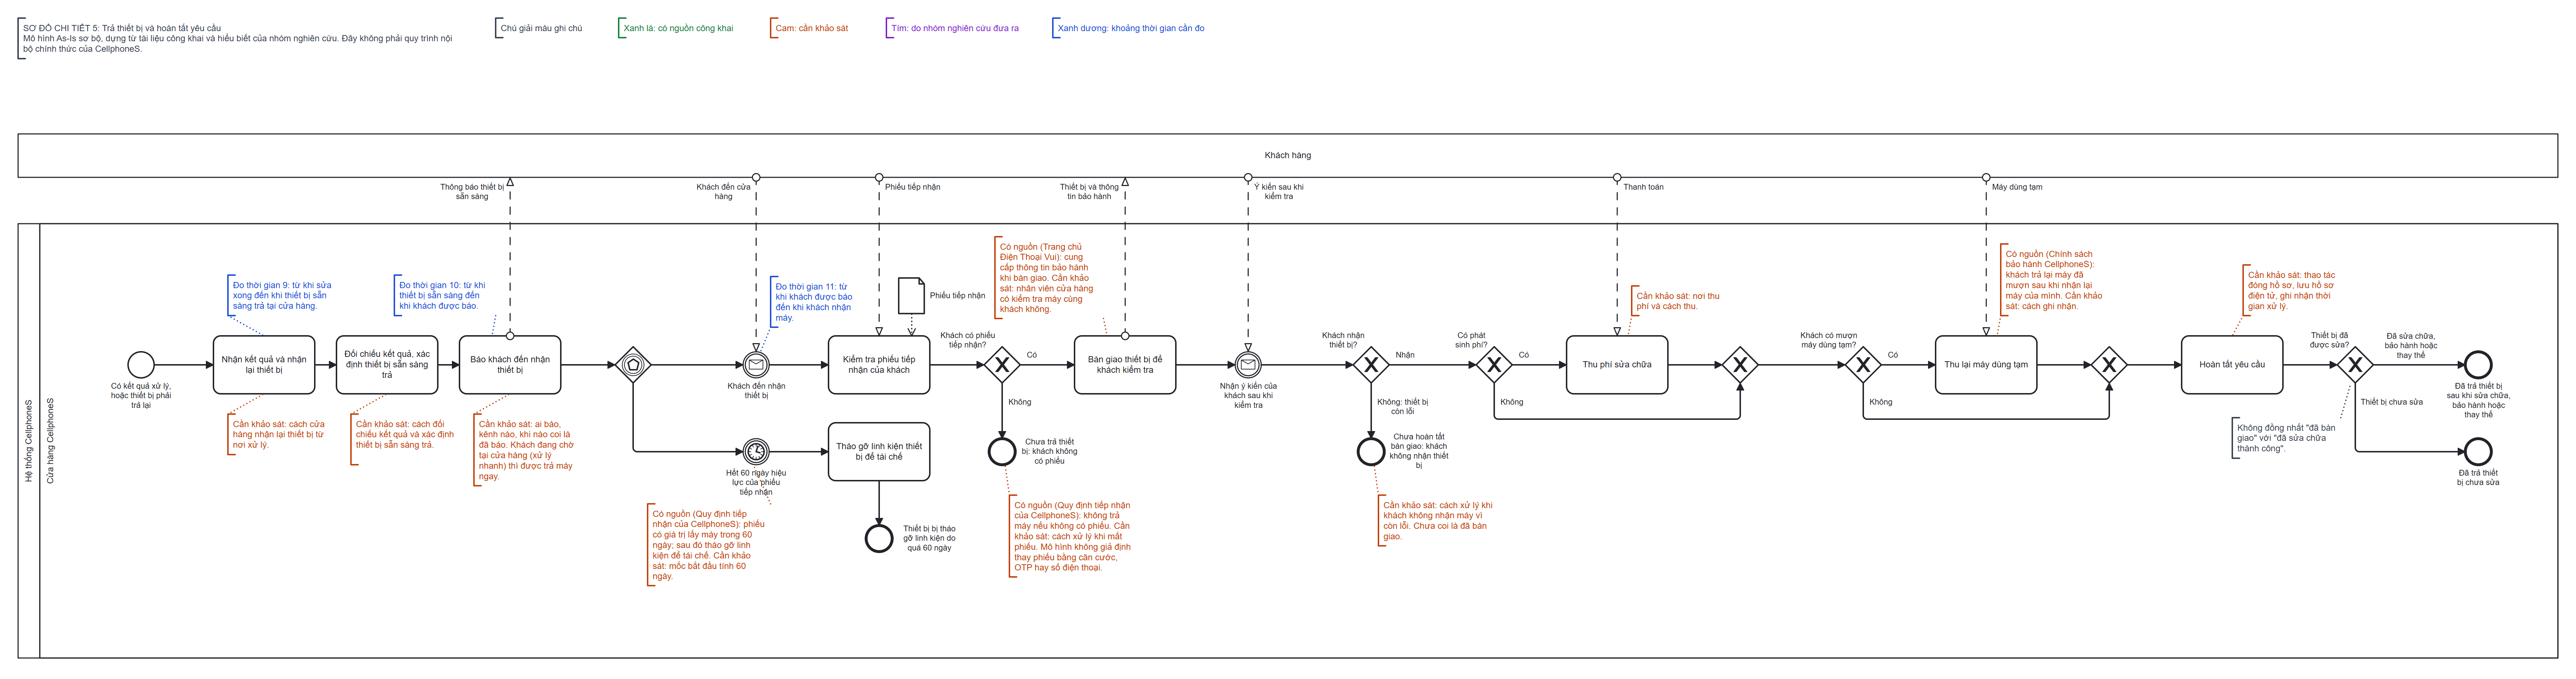 SƠ ĐỒ CHI TIẾT 5: Trả thiết bị và hoàn tất yêu cầu
Mô hình As-Is sơ bộ, dựng từ tài liệu công khai và hiểu biết của nhóm nghiên cứu. Đây không phải quy trình nội
bộ chính thức của CellphoneS.
Chú giải màu ghi chú
Xanh lá: có nguồn công khai
Cam: cần khảo sát
Tím: do nhóm nghiên cứu đưa ra
Xanh dương: khoảng thời gian cần đo
Khách hàng
Thông báo thiết bị
sẵn sàng
Khách đến cửa
hàng
Phiếu tiếp nhận
Thiết bị và thông
tin bảo hành
Ý kiến sau khi
kiểm tra
Thanh toán
Máy dùng tạm
Hệ thống CellphoneS
Cửa hàng CellphoneS
Đo thời gian 9: từ khi sửa
xong đến khi thiết bị sẵn
sàng trả tại cửa hàng.
Đo thời gian 10: từ khi
thiết bị sẵn sàng đến
khi khách được báo.
Đo thời gian 11: từ
khi khách được báo
đến khi khách nhận
máy.
Phiếu tiếp nhận
Có nguồn (Trang chủ
Điện Thoại Vui): cung
cấp thông tin bảo hành
khi bàn giao. Cần khảo
sát: nhân viên cửa hàng
có kiểm tra máy cùng
khách không.
Cần khảo sát: nơi thu
phí và cách thu.
Có nguồn (Chính sách
bảo hành CellphoneS):
khách trả lại máy đã
mượn sau khi nhận lại
máy của mình. Cần khảo
sát: cách ghi nhận.
Cần khảo sát: thao tác
đóng hồ sơ, lưu hồ sơ
điện tử, ghi nhận thời
gian xử lý.
Có kết quả xử lý,
hoặc thiết bị phải
trả lại
Nhận kết quả và nhận
lại thiết bị
Đối chiếu kết quả, xác
định thiết bị sẵn sàng
trả
Báo khách đến nhận
thiết bị
Khách đến nhận
thiết bị
Kiểm tra phiếu tiếp
nhận của khách
Khách có phiếu
tiếp nhận?
Có
Không
Bàn giao thiết bị để
khách kiểm tra
Nhận ý kiến của
khách sau khi
kiểm tra
Khách nhận
thiết bị?
Nhận
Không: thiết bị
còn lỗi
Có phát
sinh phí?
Có
Không
Thu phí sửa chữa
Khách có mượn
máy dùng tạm?
Có
Không
Thu lại máy dùng tạm
Hoàn tất yêu cầu
Thiết bị đã
được sửa?
Đã sửa chữa,
bảo hành hoặc
thay thế
Thiết bị chưa sửa
Đã trả thiết bị
sau khi sửa chữa,
bảo hành hoặc
thay thế
Cần khảo sát: cách cửa
hàng nhận lại thiết bị từ
nơi xử lý.
Cần khảo sát: cách đối
chiếu kết quả và xác định
thiết bị sẵn sàng trả.
Cần khảo sát: ai báo,
kênh nào, khi nào coi là
đã báo. Khách đang chờ
tại cửa hàng (xử lý
nhanh) thì được trả máy
ngay.
Hết 60 ngày hiệu
lực của phiếu
tiếp nhận
Tháo gỡ linh kiện thiết
bị để tái chế
Chưa trả thiết
bị: khách không
có phiếu
Chưa hoàn tất
bàn giao: khách
không nhận thiết
bị
Không đồng nhất "đã bàn
giao" với "đã sửa chữa
thành công".
Đã trả thiết
bị chưa sửa
Có nguồn (Quy định tiếp
nhận của CellphoneS): phiếu
có giá trị lấy máy trong 60
ngày; sau đó tháo gỡ linh
kiện để tái chế. Cần khảo
sát: mốc bắt đầu tính 60
ngày.
Thiết bị bị tháo
gỡ linh kiện do
quá 60 ngày
Có nguồn (Quy định tiếp nhận
của CellphoneS): không trả
máy nếu không có phiếu. Cần
khảo sát: cách xử lý khi mất
phiếu. Mô hình không giả định
thay phiếu bằng căn cước,
OTP hay số điện thoại.
Cần khảo sát: cách xử lý khi
khách không nhận máy vì
còn lỗi. Chưa coi là đã bàn
giao.